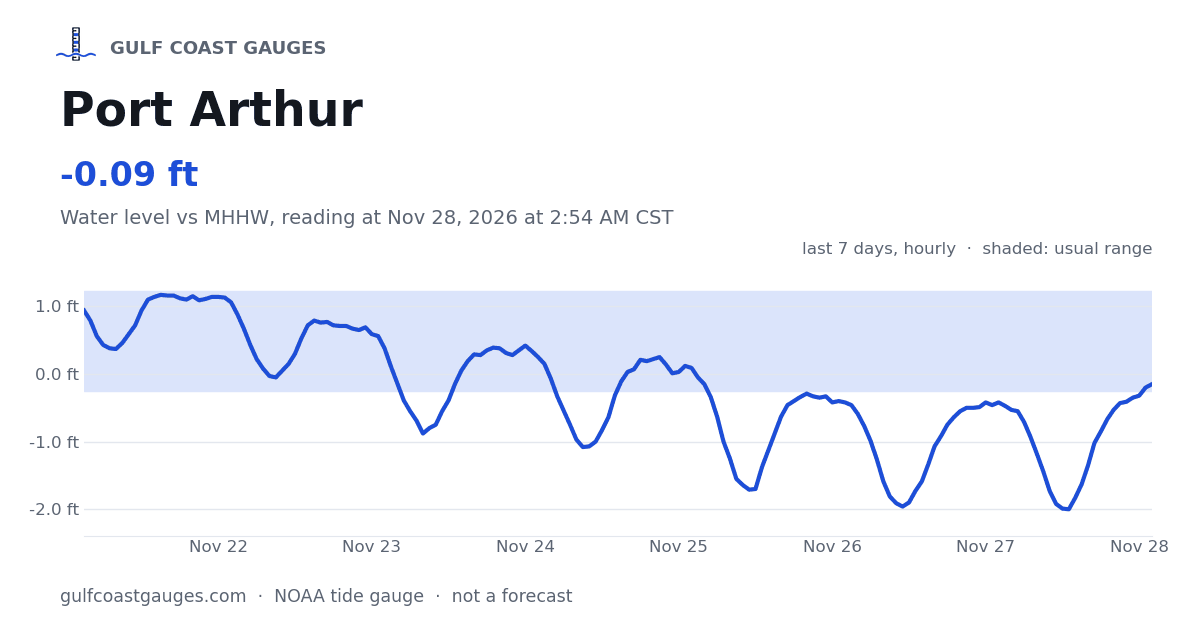 GULF COAST GAUGES
Port Arthur
-0.09 ft
Water level vs MHHW, reading at Nov 28, 2026 at 2:54 AM CST
last 7 days, hourly · shaded: usual range
1.0 ft
0.0 ft
-1.0 ft
-2.0 ft
Nov 22 Nov 23 Nov 24 Nov 25 Nov 26 Nov 27 Nov 28
gulfcoastgauges.com · NOAA tide gauge · not a forecast